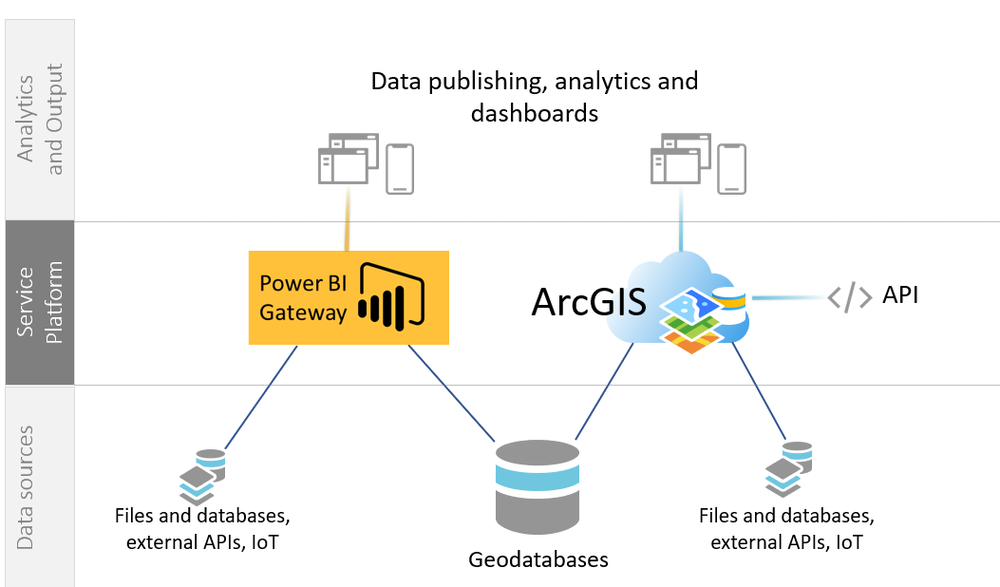 Analytics
and Output
Data publishing, analytics and
dashboards
Service
Platform
Power BI
Gateway
ArcGIS
</> API
Data sources
Files and databases,
external APIs, IoT
Geodatabases
Files and databases,
external APIs, IoT